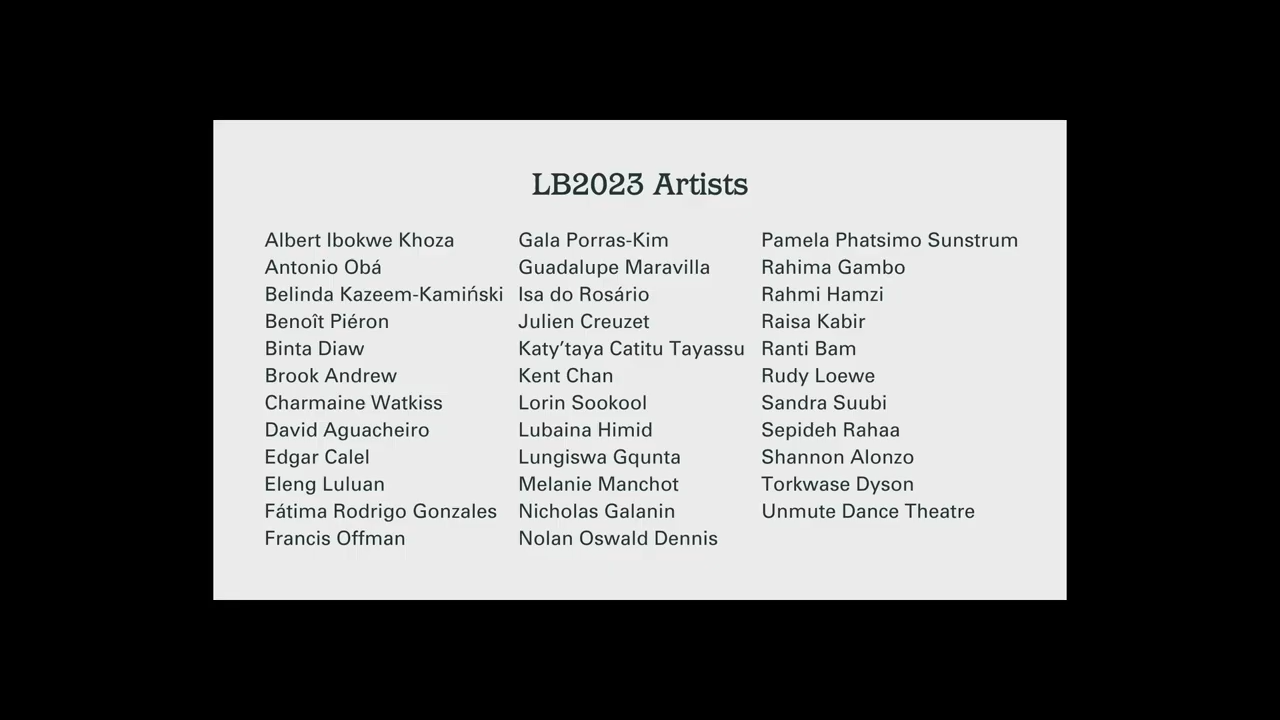 LB2023 Artists
Albert Ibokwe Khoza
Antonio Obá
Belinda Kazeem-Kamiński
Benoît Piéron
Binta Diaw
Brook Andrew
Charmaine Watkiss
David Aguacheiro
Edgar Calel
Eleng Luluan
Fátima Rodrigo Gonzales
Francis Offman
Gala Porras-Kim
Guadalupe Maravilla
Isa do Rosário
Julien Creuzet
Katy’taya Catitu Tayassu
Kent Chan
Lorin Sookool
Lubaina Himid
Lungiswa Gqunta
Melanie Manchot
Nicholas Galanin
Nolan Oswald Dennis
Pamela Phatsimo Sunstrum
Rahima Gambo
Rahmi Hamzi
Raisa Kabir
Ranti Bam
Rudy Loewe
Sandra Suubi
Sepideh Rahaa
Shannon Alonzo
Torkwase Dyson
Unmute Dance Theatre